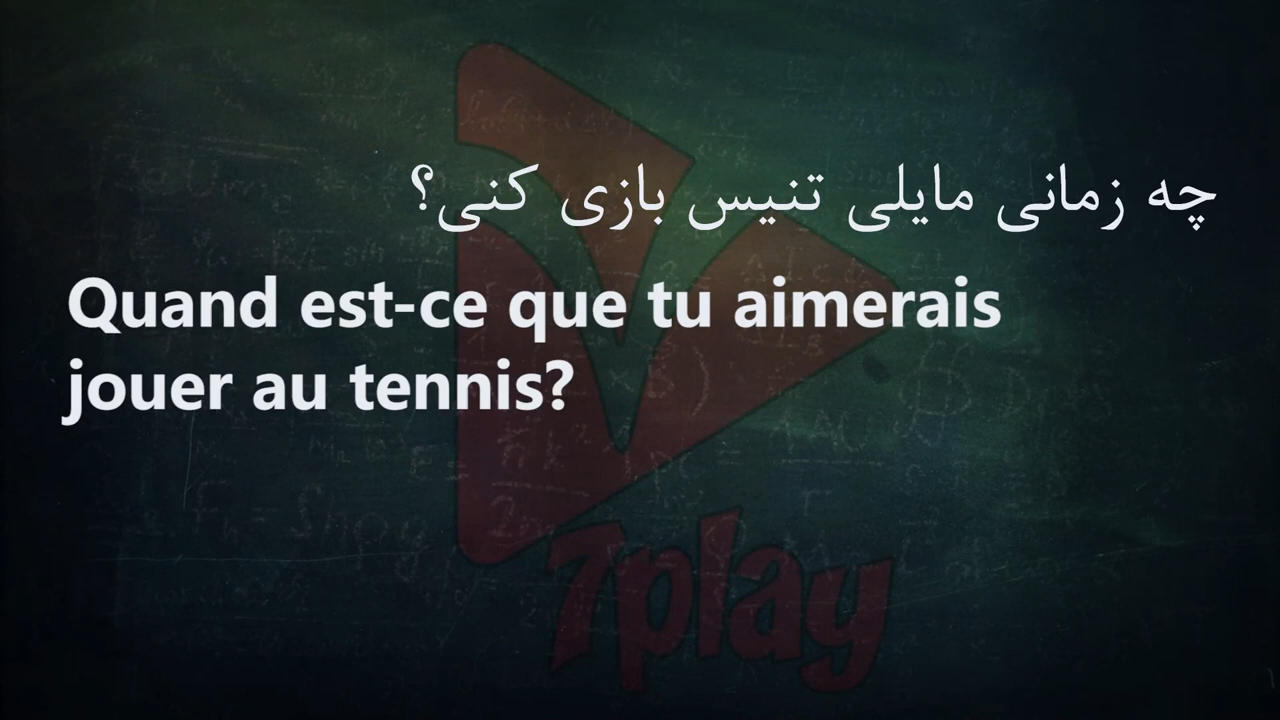 چه زمانی مایلی تنیس بازی کنی؟
Quand est-ce que tu aimerais
jouer au tennis?
7play